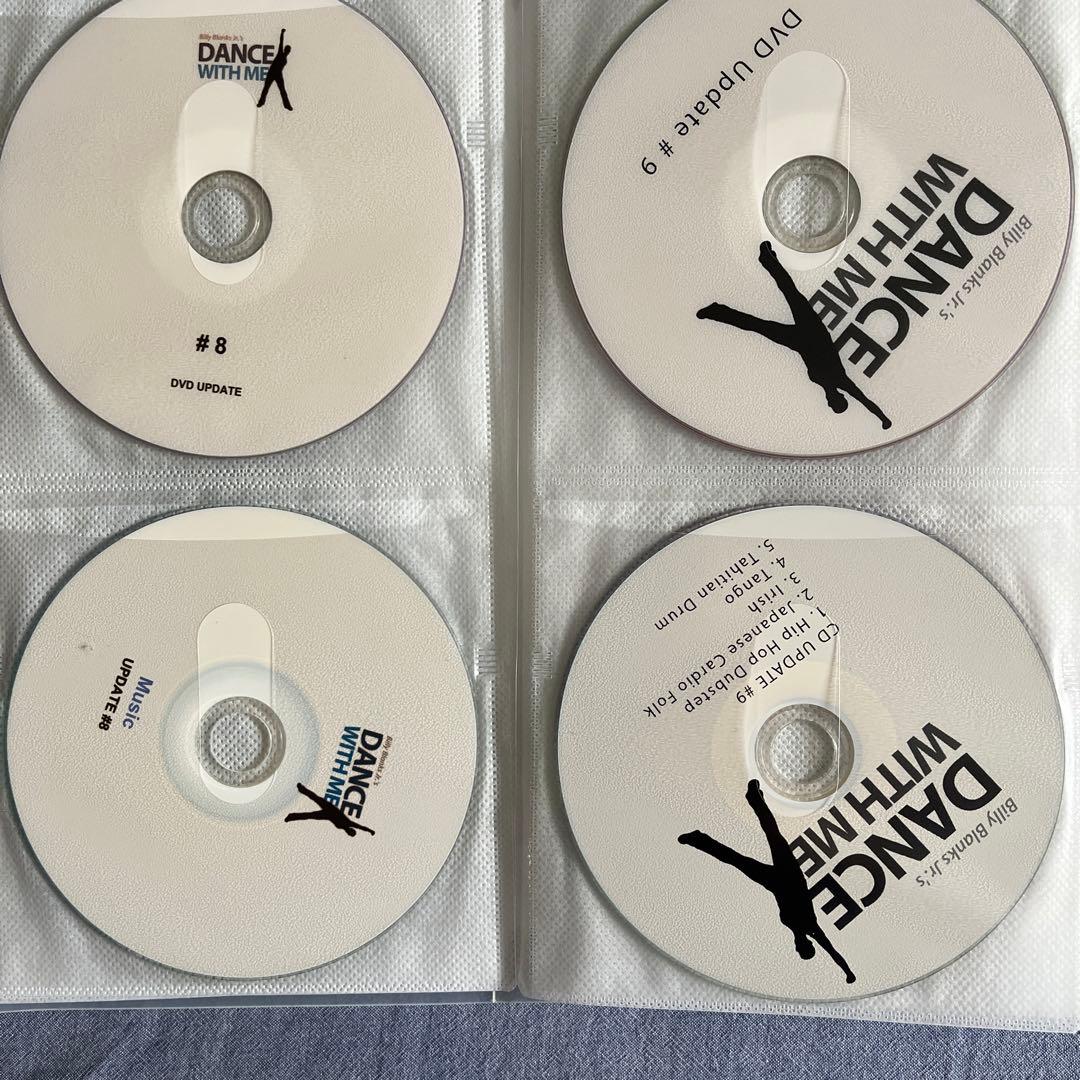 Billy Blanks Jr.'s
DANCE
WITH ME
# 8
DVD UPDATE
DVD Update # 9
Billy Blanks Jr.'s
DANCE
WITH ME
Music
UPDATE #8
Billy Blanks Jr.'s
DANCE
WITH ME
CD UPDATE #9
1. Hip Hop Dubstep
2. Japanese Cardio Folk
3. Irish
4. Tango
5. Tahitian Drum
Billy Blanks Jr.'s
DANCE
WITH ME